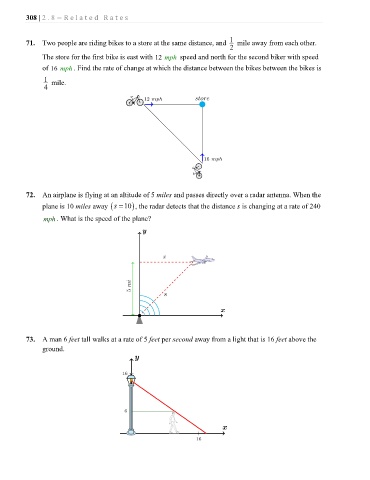 308 | 2 . 8 – R e l a t e d  R a t e s
71. Two people are riding bikes to a store at the same distance, and 1/2 mile away from each other.
The store for the first bike is east with 12 mph speed and north for the second biker with speed
of 16 mph. Find the rate of change at which the distance between the bikes between the bikes is
1/4 mile.
12 mph store
16 mph
72. An airplane is flying at an altitude of 5 miles and passes directly over a radar antenna. When the
plane is 10 miles away (s = 10), the radar detects that the distance s is changing at a rate of 240
mph. What is the speed of the plane?
y
x
5 mi
s
x
73. A man 6 feet tall walks at a rate of 5 feet per second away from a light that is 16 feet above the
ground.
y
16
6
x
16